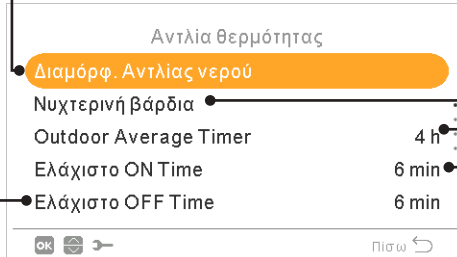 Αντλία θερμότητας
Διαμόρφ. Αντλίας νερού
Νυχτερινή βάρδια
Outdoor Average Timer 4 h
Ελάχιστο ON Time 6 min
Ελάχιστο OFF Time 6 min
OK Πίσω